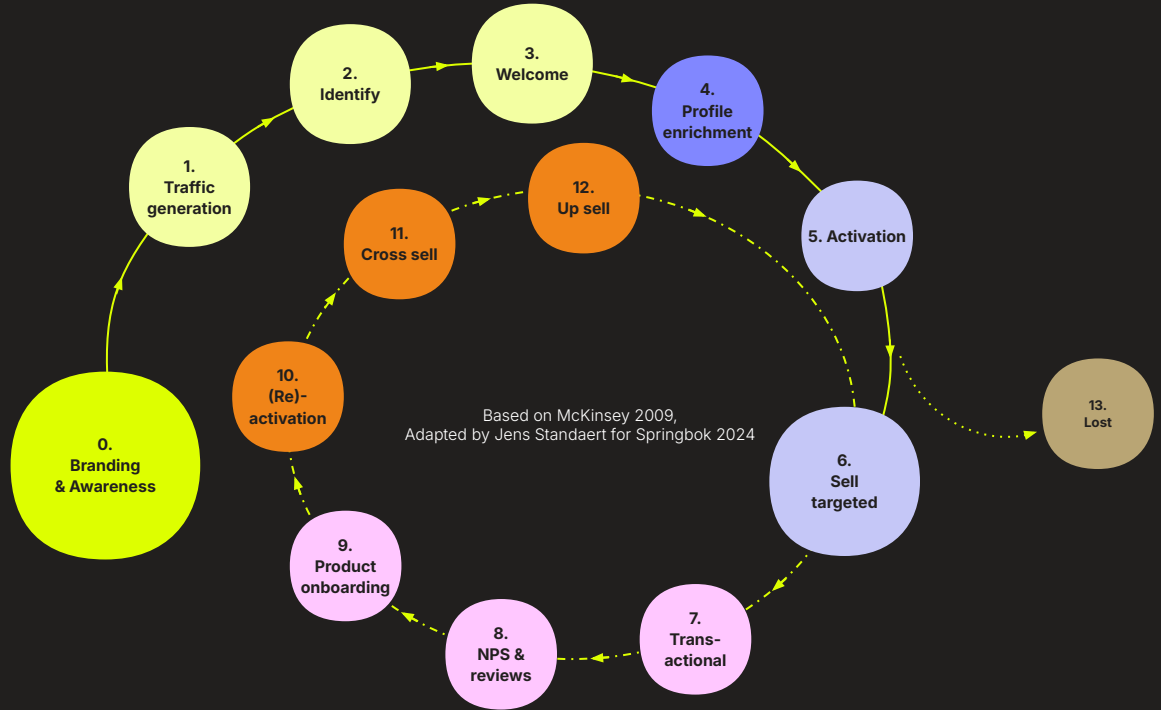 0.
Branding
& Awareness
1.
Traffic
generation
2.
Identify
3.
Welcome
4.
Profile
enrichment
5. Activation
6.
Sell
targeted
7.
Trans-
actional
8.
NPS &
reviews
9.
Product
onboarding
10.
(Re)-
activation
11.
Cross sell
12.
Up sell
13.
Lost
Based on McKinsey 2009,
Adapted by Jens Standaert for Springbok 2024